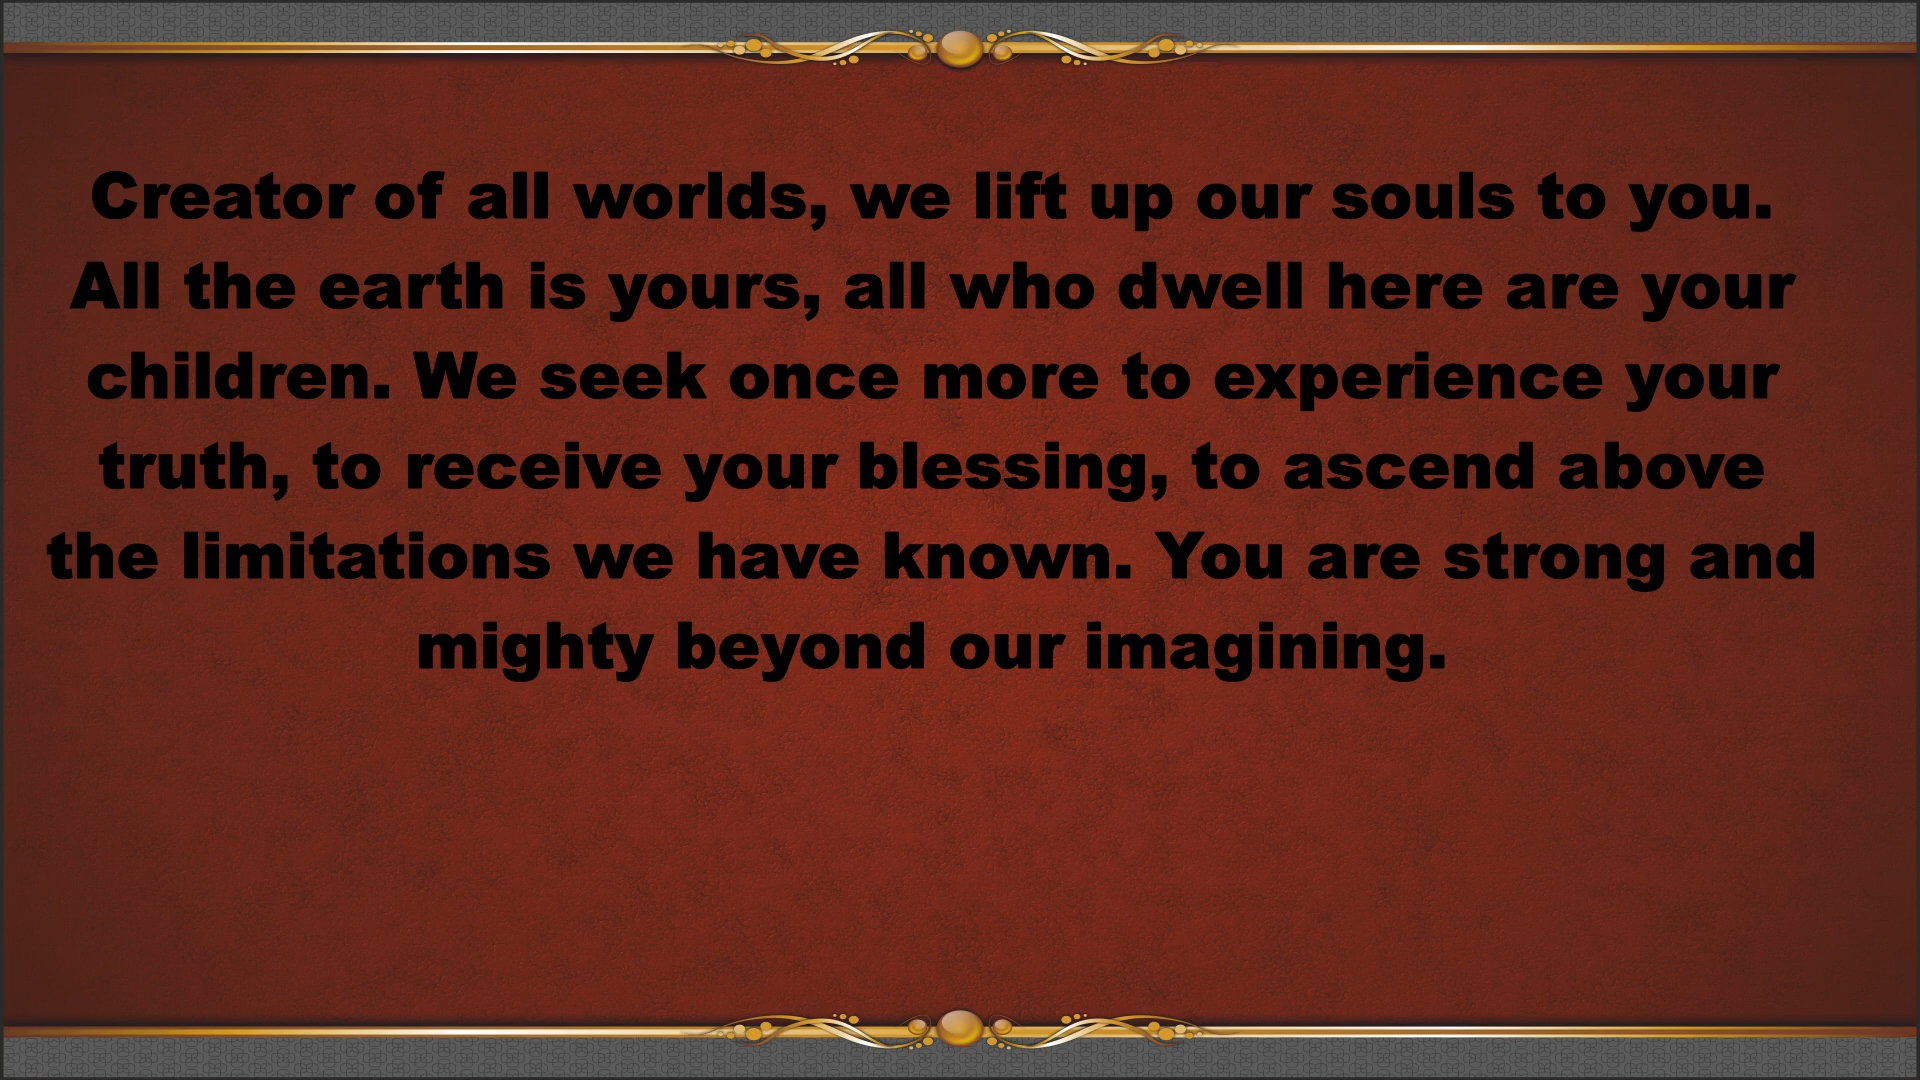 Creator of all worlds, we lift up our souls to you.
All the earth is yours, all who dwell here are your
children. We seek once more to experience your
truth, to receive your blessing, to ascend above
the limitations we have known. You are strong and
mighty beyond our imagining.